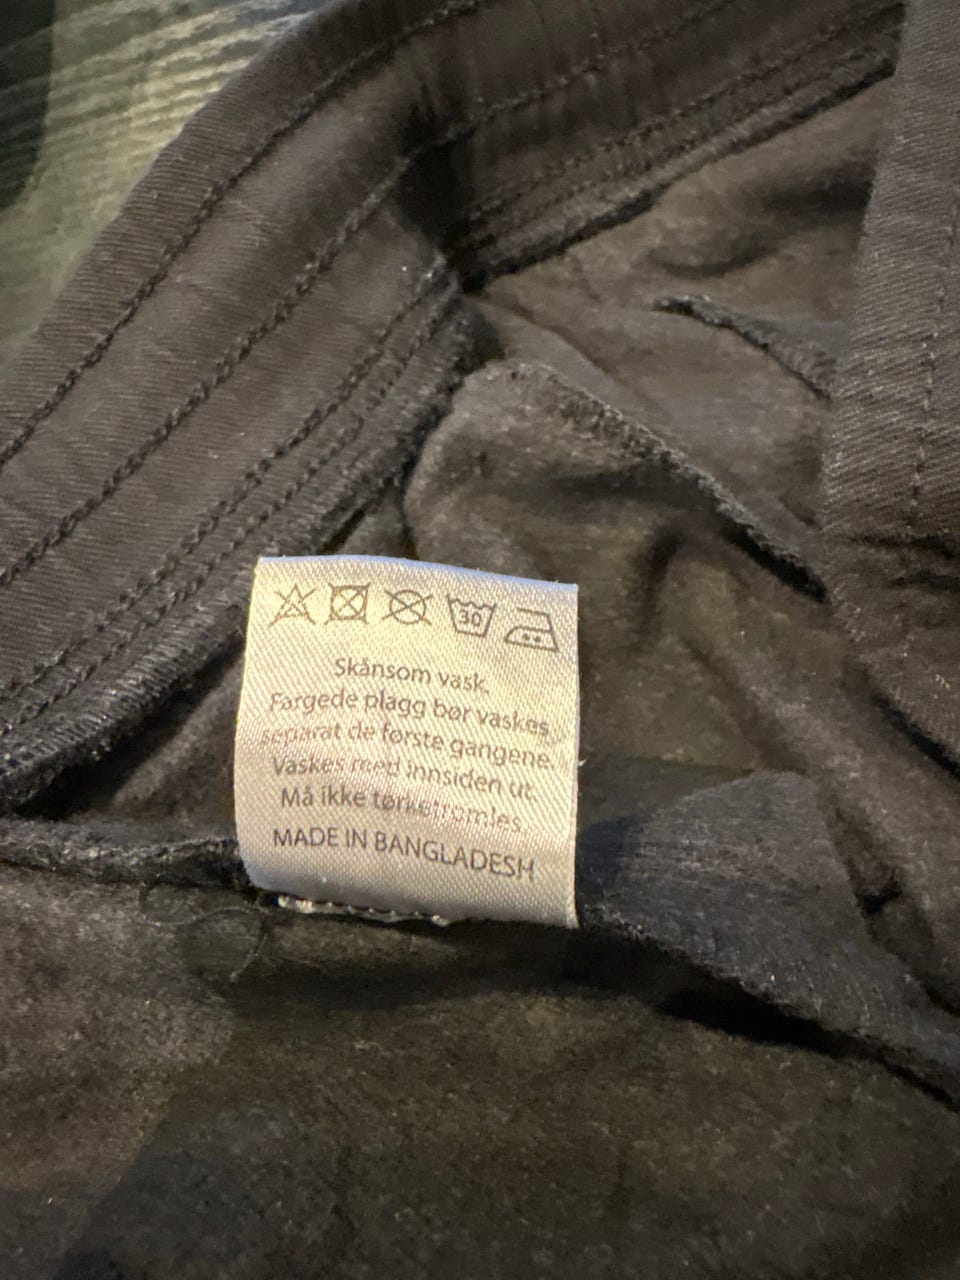 30
Skånsom vask.
Fargede plagg bør vaskes
separat de første gangene.
Vaskes med innsiden ut.
Må ikke tørketromles.
MADE IN BANGLADESH